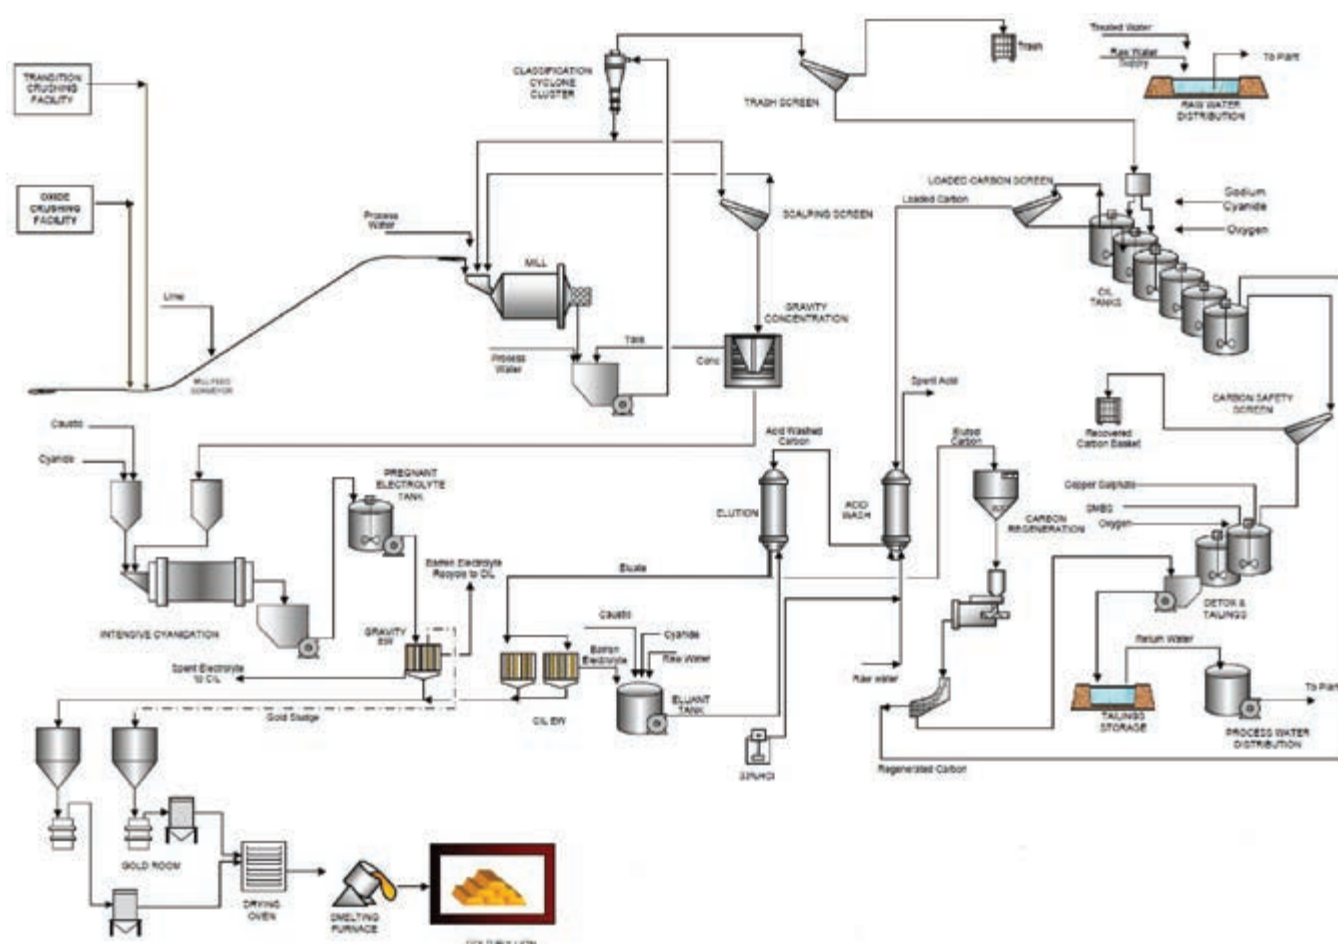 TRANSITION
CRUSHING
FACILITY
OXIDE
CRUSHING
FACILITY
Lime
MILL FEED
CONVEYOR
Process
Water
CLASSIFICATION
CYCLONE
CLUSTER
MILL
Process
Water
TRASH SCREEN
Trash
SCALPING SCREEN
GRAVITY
CONCENTRATION
Tails
Conc
Treated Water
Raw Water
Supply
To Plant
RAW WATER
DISTRIBUTION
LOADED CARBON SCREEN
Loaded Carbon
Sodium
Cyanide
Oxygen
CIL
TANKS
Spent Acid
CARBON SAFETY
SCREEN
Recovered
Carbon Basket
Caustic
Cyanide
INTENSIVE CYANIDATION
PREGNANT
ELECTROLYTE
TANK
Barren Electrolyte
Recycle to CIL
GRAVITY
EW
Spent Electrolyte
to CIL
Gold Sludge
Acid Washed
Carbon
ELUTION
ACID
WASH
Eluate
Eluted
Carbon
CARBON
REGENERATION
Copper Sulphate
SMBS
Oxygen
DETOX &
TAILINGS
Return Water
To Plant
TAILINGS
STORAGE
PROCESS WATER
DISTRIBUTION
Caustic
Cyanide
Raw Water
Barren
Electrolyte
CIL EW
ELUANT
TANK
Raw water
Regenerated Carbon
GOLD ROOM
DRYING
OVEN
SMELTING
FURNACE